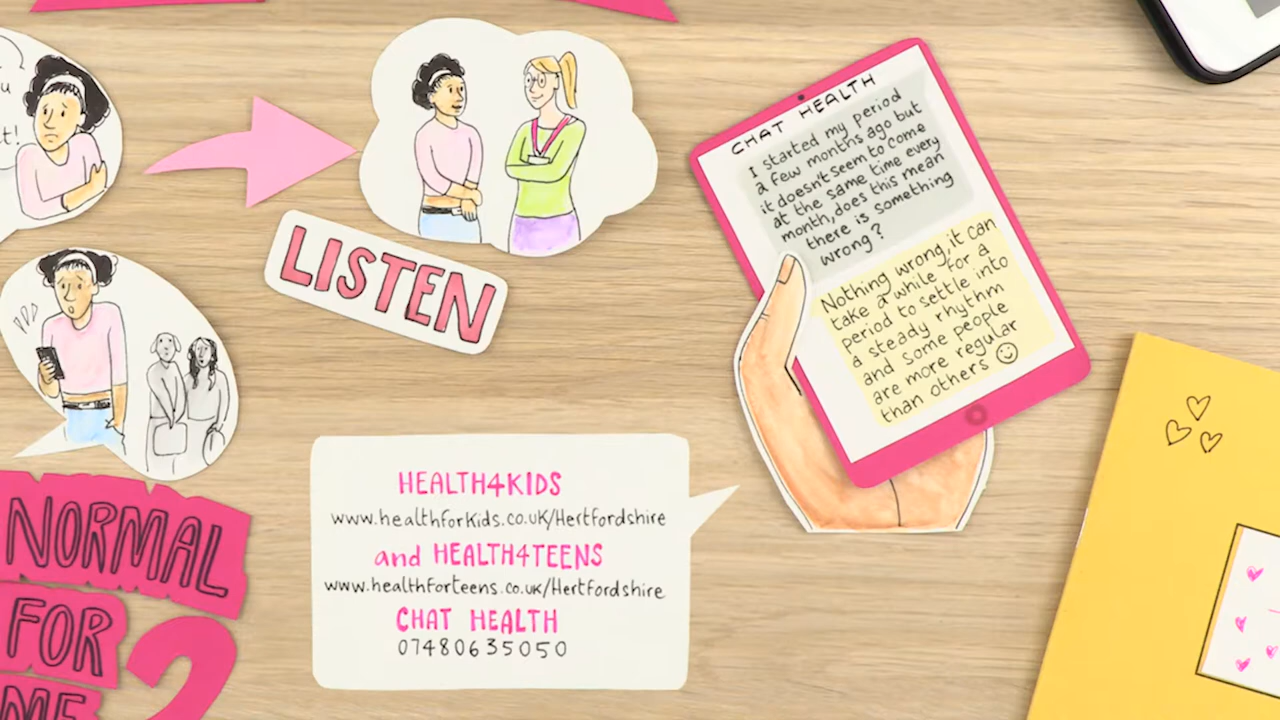 u
t!
LISTEN
CHAT HEALTH
I started my period
a few months ago but
it doesn't seem to come
at the same time every
month, does this mean
there is something
wrong?
Nothing wrong, it can
take a while for a
period to settle into
a steady rhythm
and some people
are more regular
than others ☺
HEALTH4KIDS
www.healthforkids.co.uk/Hertfordshire
and HEALTH4TEENS
www.healthforteens.co.uk/Hertfordshire
CHAT HEALTH
07480635050
NORMAL
FOR
ME ?